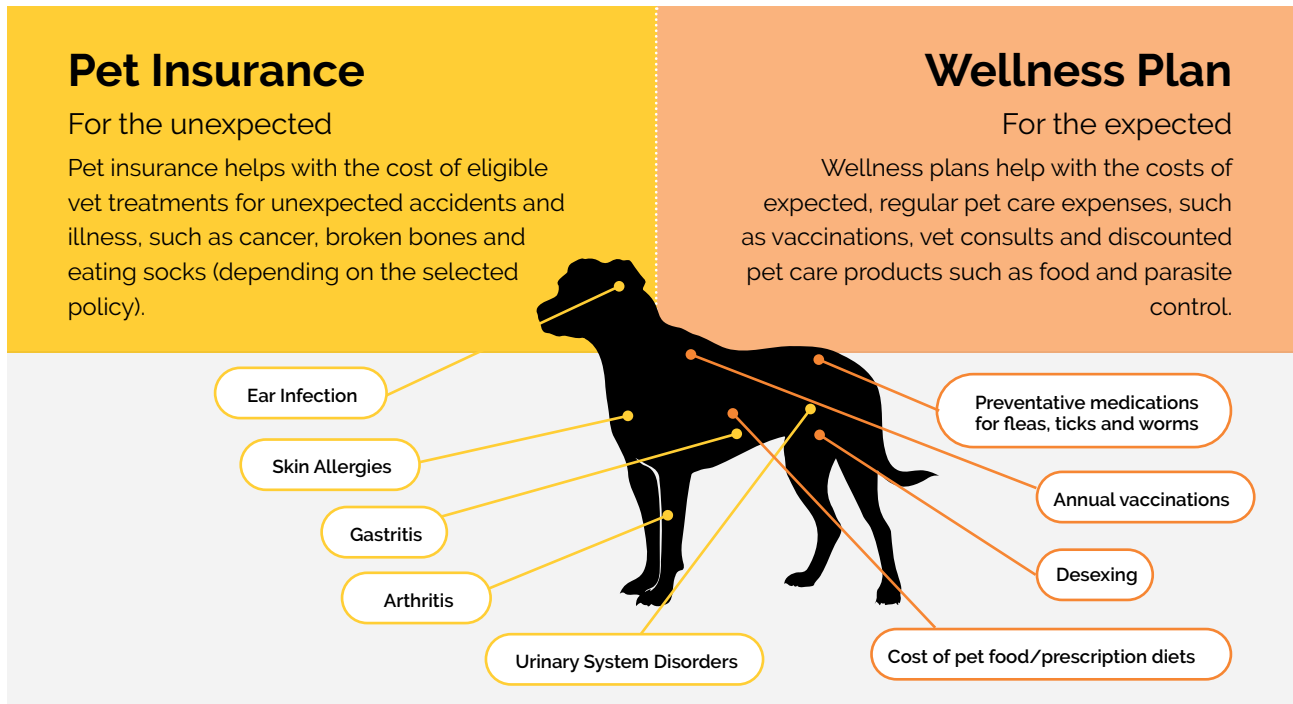 Pet Insurance
For the unexpected
Pet insurance helps with the cost of eligible
vet treatments for unexpected accidents and
illness, such as cancer, broken bones and
eating socks (depending on the selected
policy).
Wellness Plan
For the expected
Wellness plans help with the costs of
expected, regular pet care expenses, such
as vaccinations, vet consults and discounted
pet care products such as food and parasite
control.
Ear Infection
Skin Allergies
Gastritis
Arthritis
Urinary System Disorders
Preventative medications
for fleas, ticks and worms
Annual vaccinations
Desexing
Cost of pet food/prescription diets